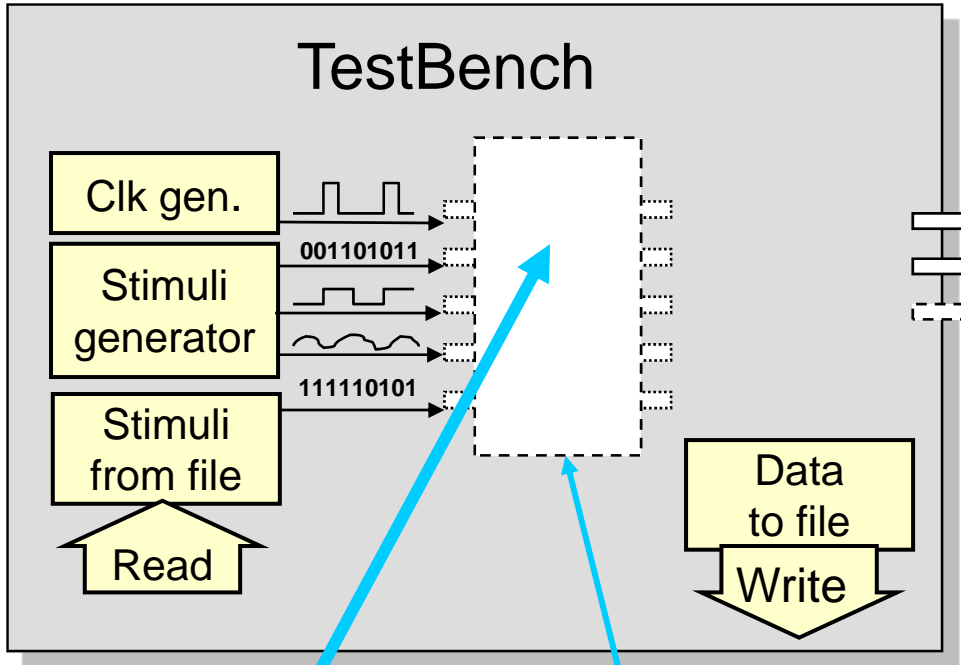 TestBench
Clk gen.
001101011
Stimuli
generator
111110101
Stimuli
from file
Read
Data
to file
Write